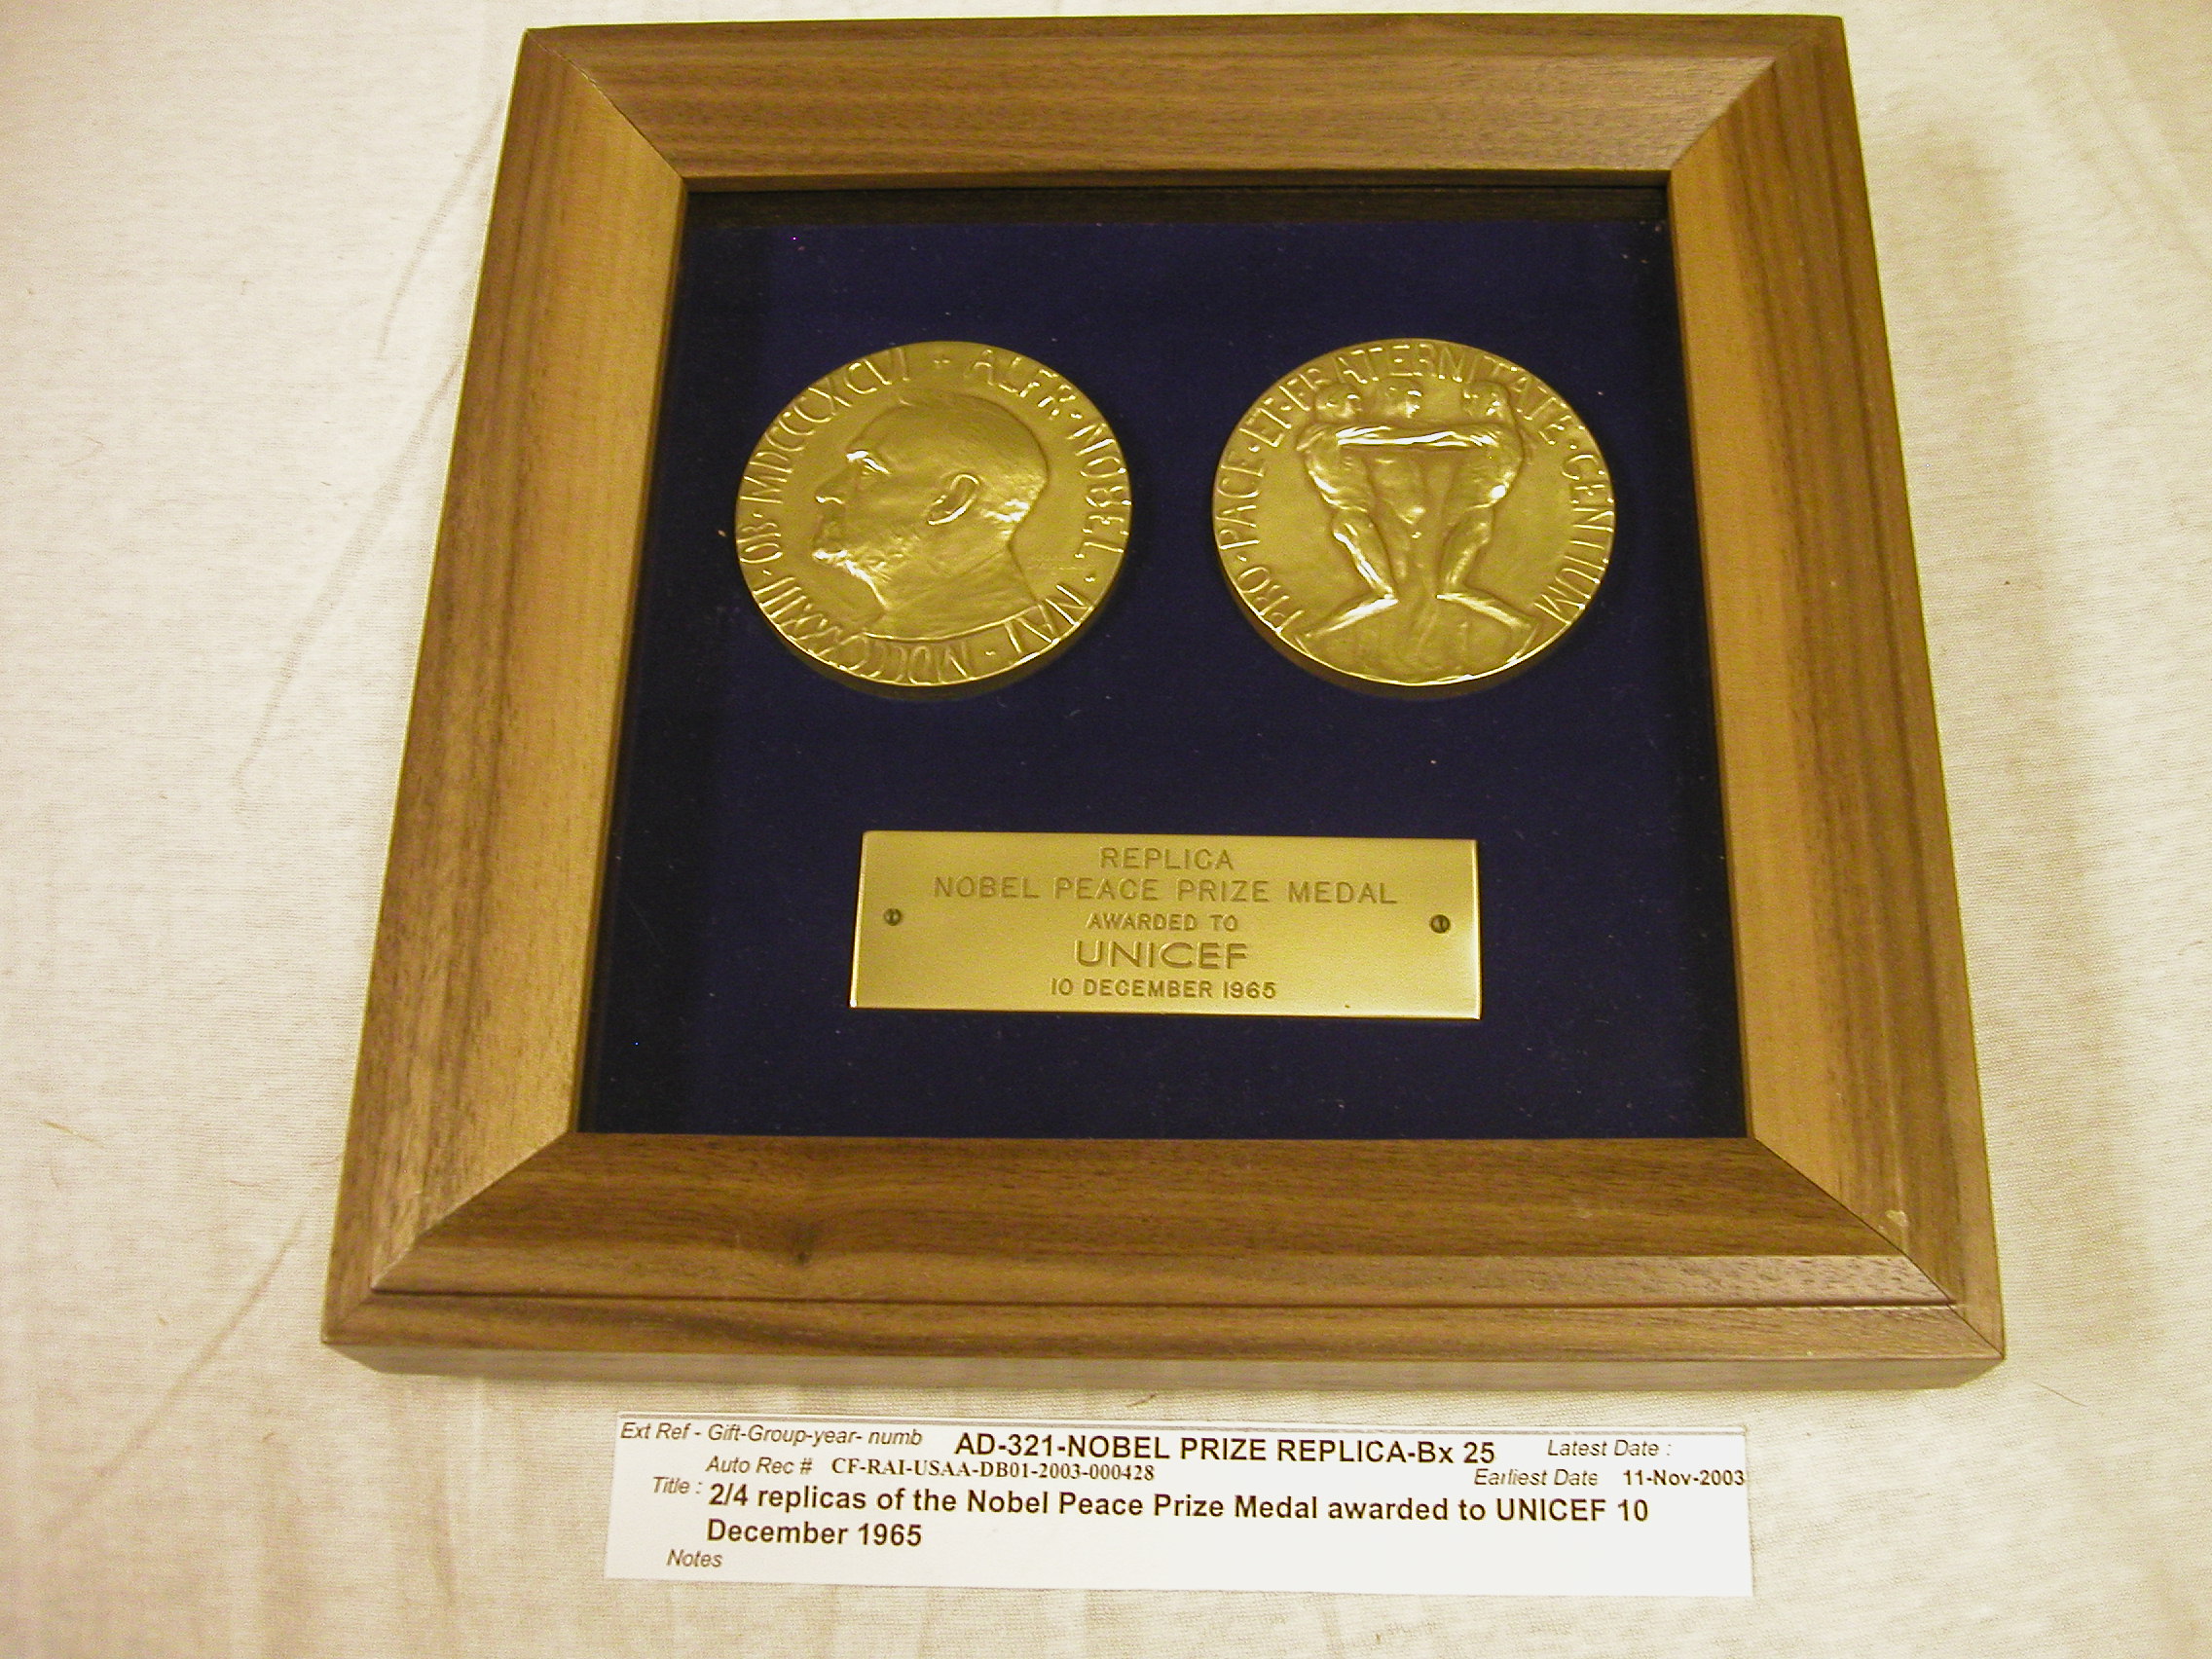 ALFR · NOBEL · NAT · MDCCCXXXIII · OB · MDCCCXCVI
PRO · PACE · ET · FRATERNITATE · GENTIUM
REPLICA
NOBEL PEACE PRIZE MEDAL
AWARDED TO
UNICEF
10 DECEMBER 1965
Ext Ref - Gift-Group-year- numb AD-321-NOBEL PRIZE REPLICA-Bx 25 Latest Date :
Auto Rec # CF-RAI-USAA-DB01-2003-000428 Earliest Date 11-Nov-2003
Title : 2/4 replicas of the Nobel Peace Prize Medal awarded to UNICEF 10
December 1965
Notes